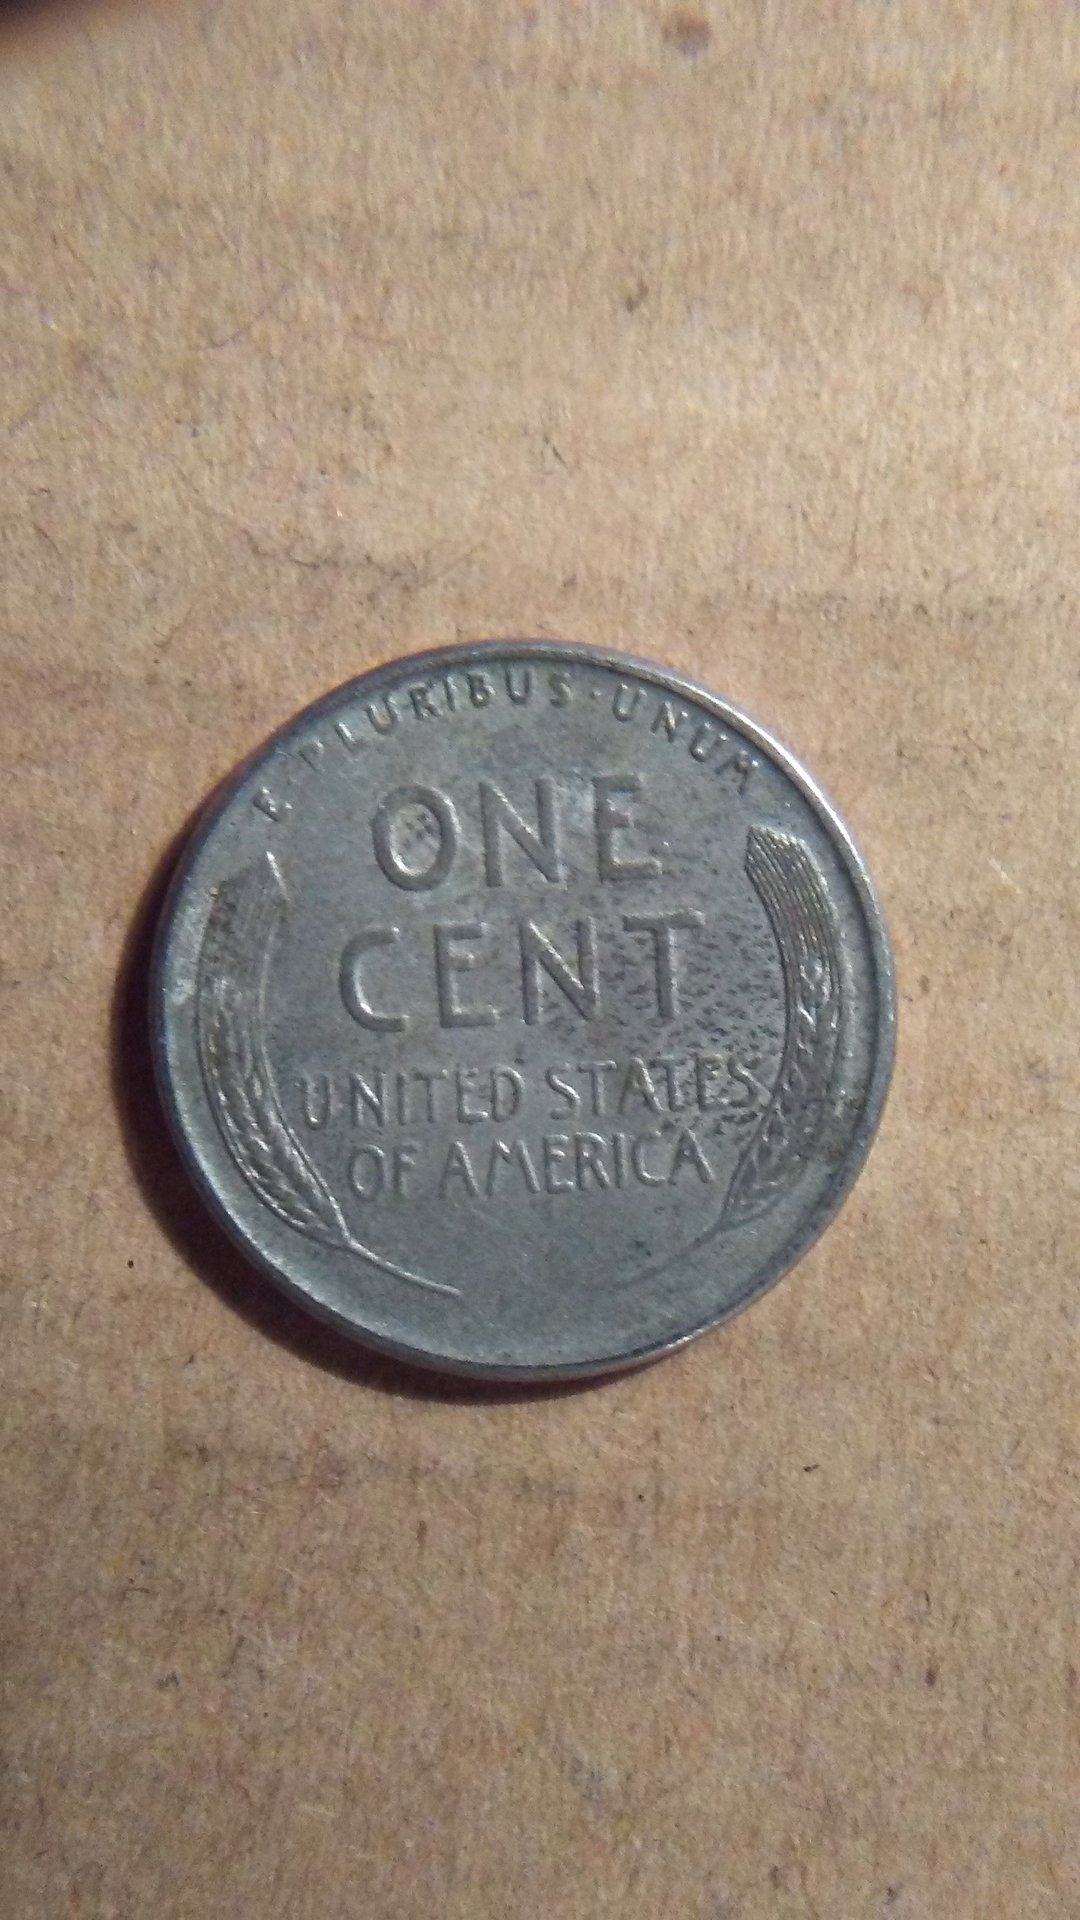 E PLURIBUS · UNUM
ONE
CENT
UNITED STATES
OF AMERICA